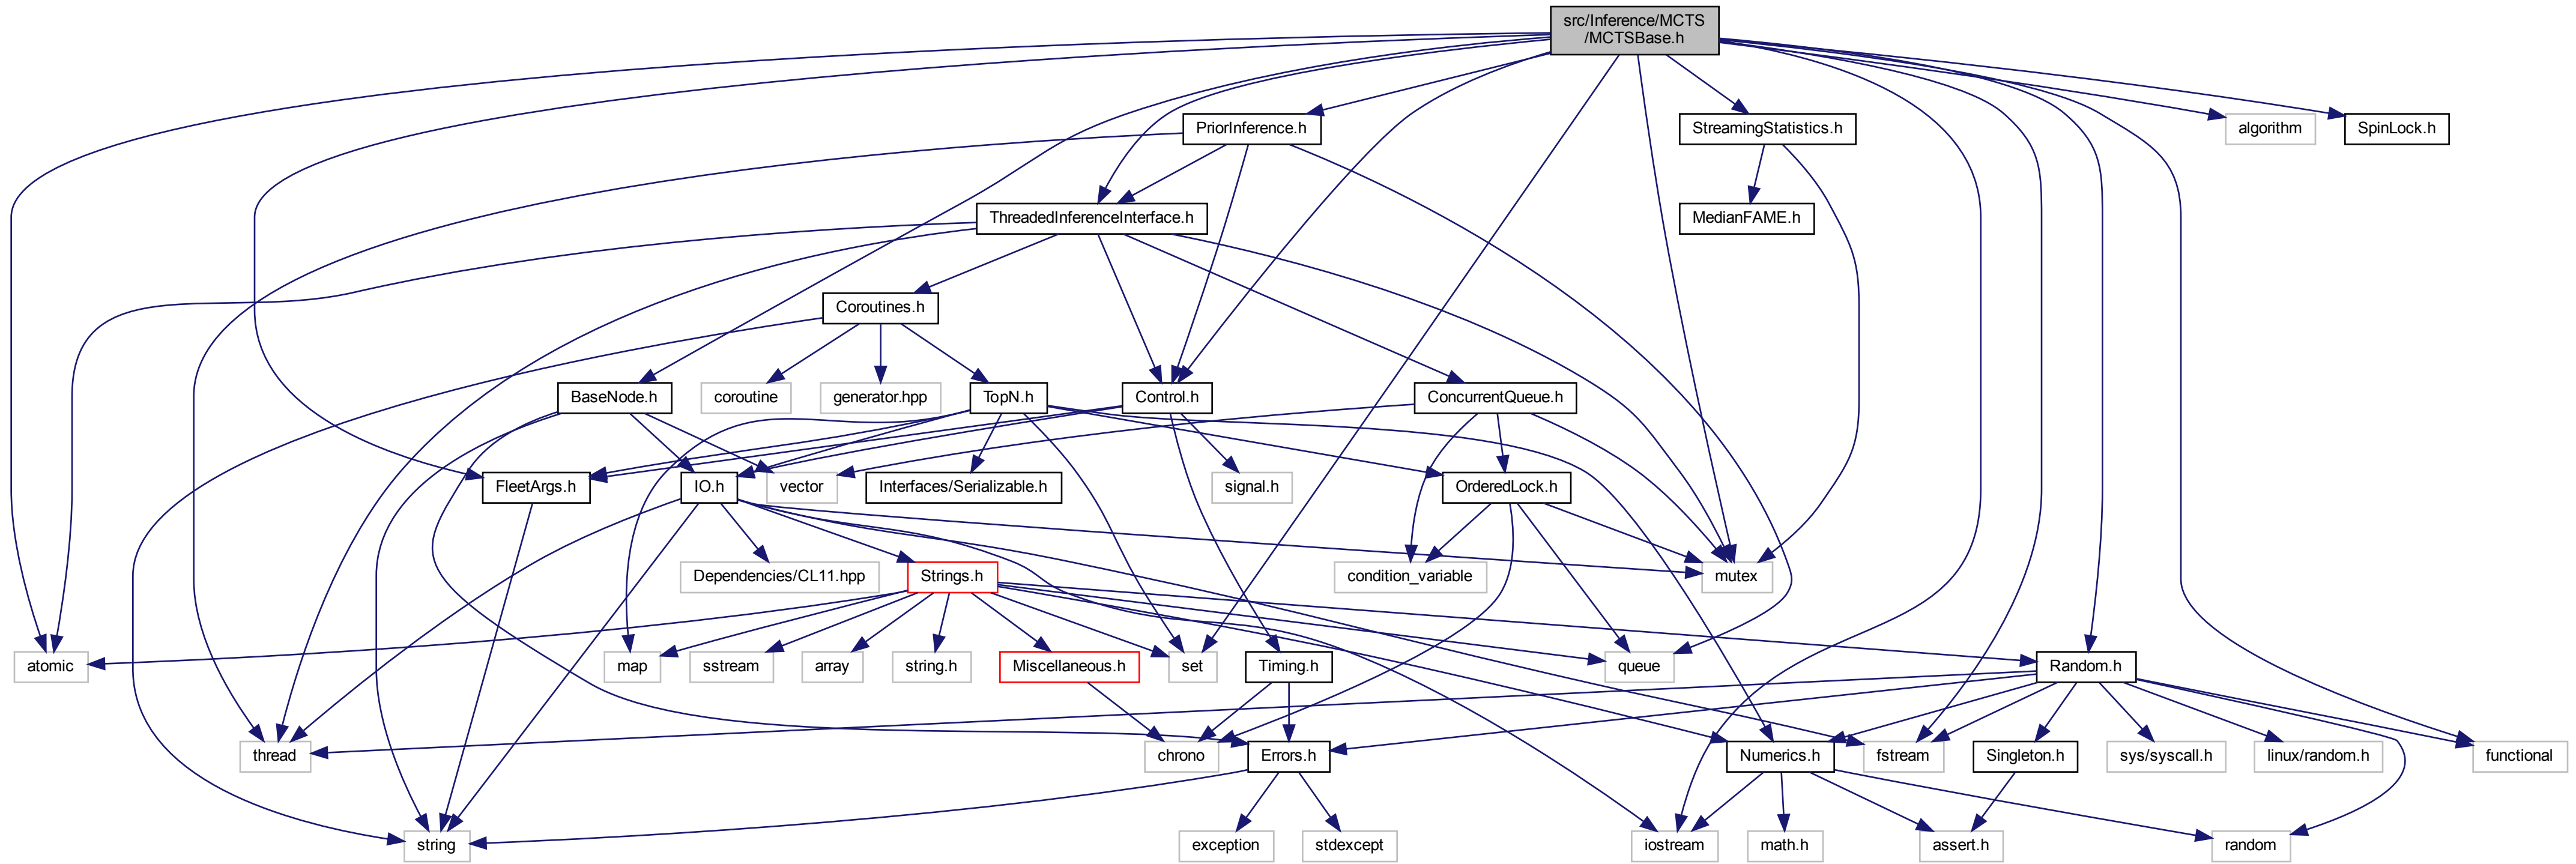 src/Inference/MCTS
/MCTSBase.h
PriorInference.h
StreamingStatistics.h
algorithm
SpinLock.h
ThreadedInferenceInterface.h
MedianFAME.h
Coroutines.h
BaseNode.h
coroutine
generator.hpp
TopN.h
Control.h
ConcurrentQueue.h
FleetArgs.h
IO.h
vector
Interfaces/Serializable.h
signal.h
OrderedLock.h
Dependencies/CL11.hpp
Strings.h
condition_variable
mutex
atomic
map
sstream
array
string.h
Miscellaneous.h
set
Timing.h
queue
Random.h
thread
chrono
Errors.h
Numerics.h
fstream
Singleton.h
sys/syscall.h
linux/random.h
functional
string
exception
stdexcept
iostream
math.h
assert.h
random